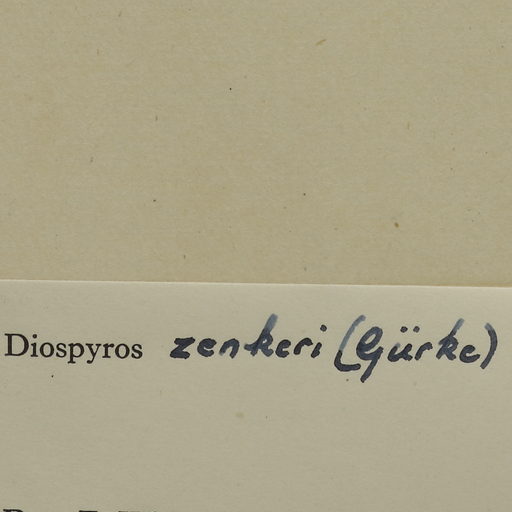 Diospyros zenkeri (Gürke)